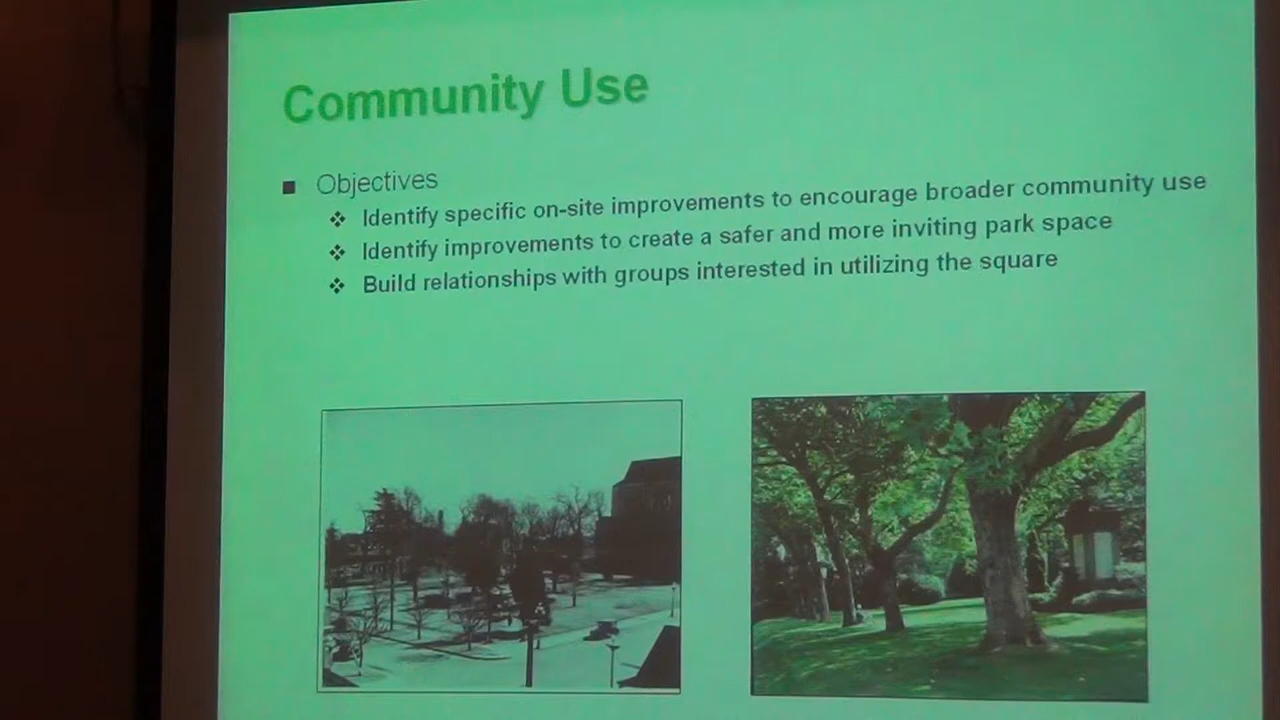 Community Use
Objectives
Identify specific on-site improvements to encourage broader community use
Identify improvements to create a safer and more inviting park space
Build relationships with groups interested in utilizing the square